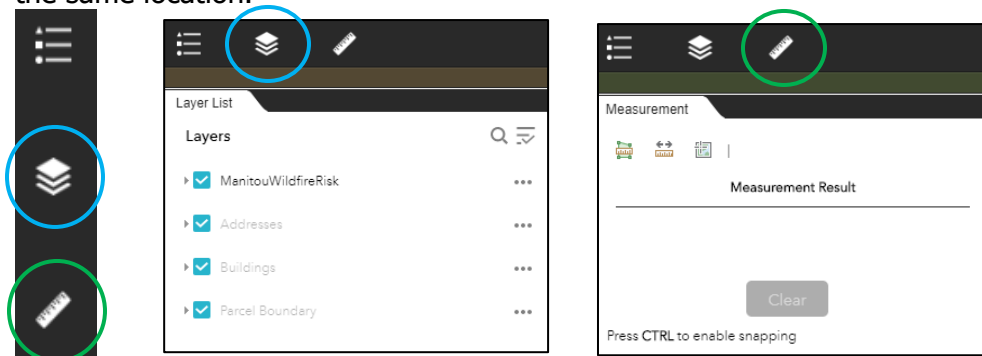 the same location.
Layer List
Layers
ManitouWildfireRisk
Addresses
Buildings
Parcel Boundary
Measurement
Measurement Result
Clear
Press CTRL to enable snapping